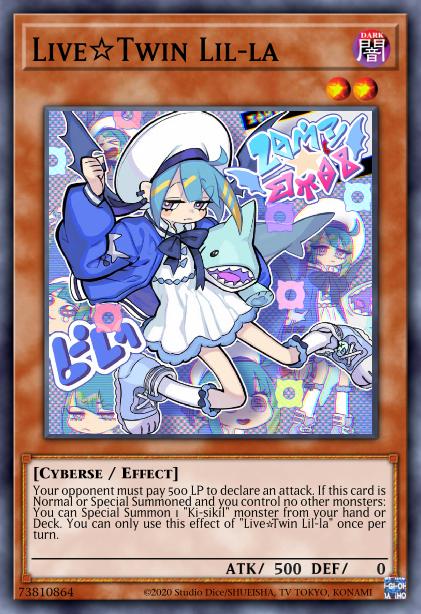 Live☆Twin Lil-la
DARK
闇
[Cyberse / Effect]
Your opponent must pay 500 LP to declare an attack. If this card is
Normal or Special Summoned and you control no other monsters:
You can Special Summon 1 "Ki-sikil" monster from your hand or
Deck. You can only use this effect of "Live☆Twin Lil-la" once per
turn.
ATK/ 500 DEF/ 0
73810864
©2020 Studio Dice/SHUEISHA, TV TOKYO, KONAMI